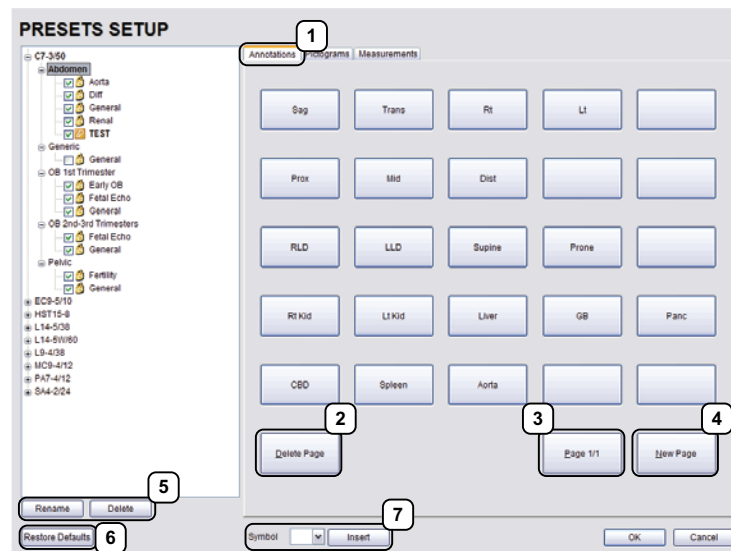 PRESETS SETUP
1
C7-3/50
Abdomen
Aorta
Diff
General
Renal
TEST
Generic
General
OB 1st Trimester
Early OB
Fetal Echo
General
OB 2nd-3rd Trimesters
Fetal Echo
General
Pelvic
Fertility
General
EC9-5/10
HST15-8
L14-5/38
L14-5W/60
L9-4/38
MC9-4/12
PA7-4/12
SA4-2/24
Annotations Pictograms Measurements
Sag Trans Rt Lt
Prox Mid Dist
RLD LLD Supine Prone
Rt Kid Lt Kid Liver GB Panc
CBD Spleen Aorta
2 3 4
Delete Page Page 1/1 New Page
5
Rename Delete
7
Restore Defaults 6 Symbol Insert OK Cancel